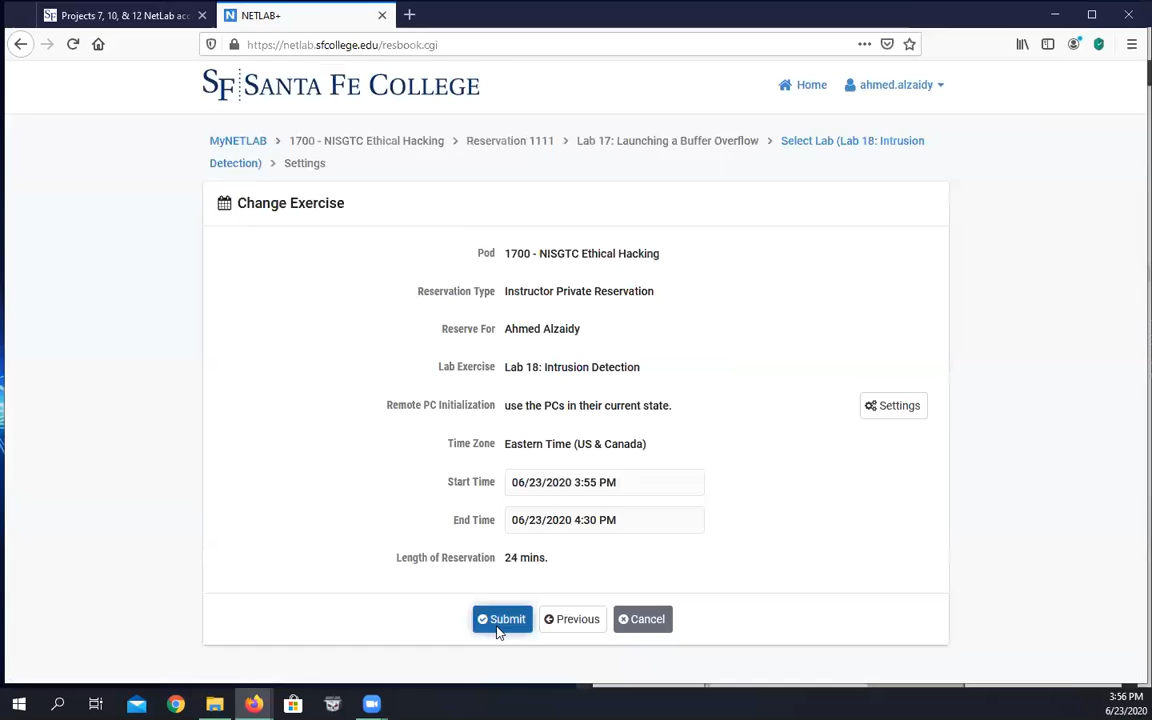 SF Projects 7, 10, & 12 NetLab acc
N NETLAB+
https://netlab.sfcollege.edu/resbook.cgi
SF SANTA FE COLLEGE
Home
ahmed.alzaidy
MyNETLAB > 1700 - NISGTC Ethical Hacking > Reservation 1111 > Lab 17: Launching a Buffer Overflow > Select Lab (Lab 18: Intrusion
Detection) > Settings
Change Exercise
Pod 1700 - NISGTC Ethical Hacking
Reservation Type Instructor Private Reservation
Reserve For Ahmed Alzaidy
Lab Exercise Lab 18: Intrusion Detection
Remote PC Initialization use the PCs in their current state. Settings
Time Zone Eastern Time (US & Canada)
Start Time 06/23/2020 3:55 PM
End Time 06/23/2020 4:30 PM
Length of Reservation 24 mins.
Submit Previous Cancel
3:56 PM
6/23/2020